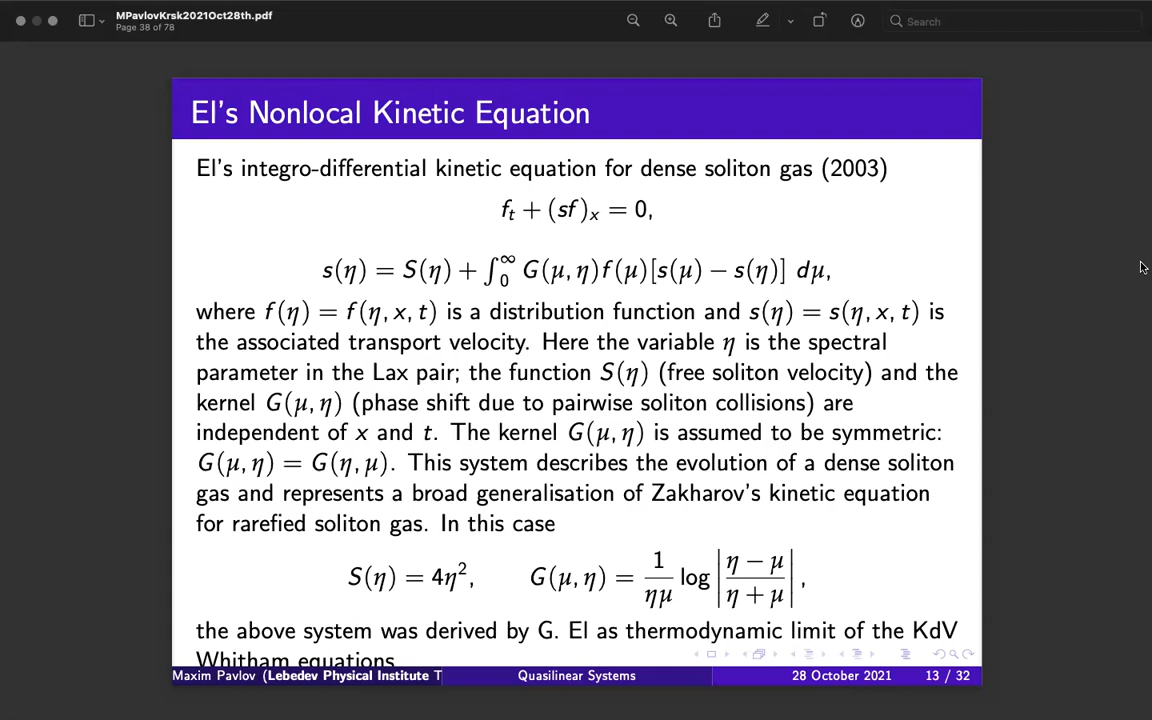 MPavlovKrsk2021Oct28th.pdf
Page 38 of 78
Search
El's Nonlocal Kinetic Equation
El's integro-differential kinetic equation for dense soliton gas (2003)
f_t + (sf)_x = 0,
s(η) = S(η) + ∫_0^∞ G(μ, η)f(μ)[s(μ) − s(η)] dμ,
where f(η) = f(η, x, t) is a distribution function and s(η) = s(η, x, t) is
the associated transport velocity. Here the variable η is the spectral
parameter in the Lax pair; the function S(η) (free soliton velocity) and the
kernel G(μ, η) (phase shift due to pairwise soliton collisions) are
independent of x and t. The kernel G(μ, η) is assumed to be symmetric:
G(μ, η) = G(η, μ). This system describes the evolution of a dense soliton
gas and represents a broad generalisation of Zakharov's kinetic equation
for rarefied soliton gas. In this case
S(η) = 4η², G(μ, η) = 1/(ημ) log |(η − μ)/(η + μ)|,
the above system was derived by G. El as thermodynamic limit of the KdV
Whitham equations
Maxim Pavlov (Lebedev Physical Institute T Quasilinear Systems 28 October 2021 13 / 32